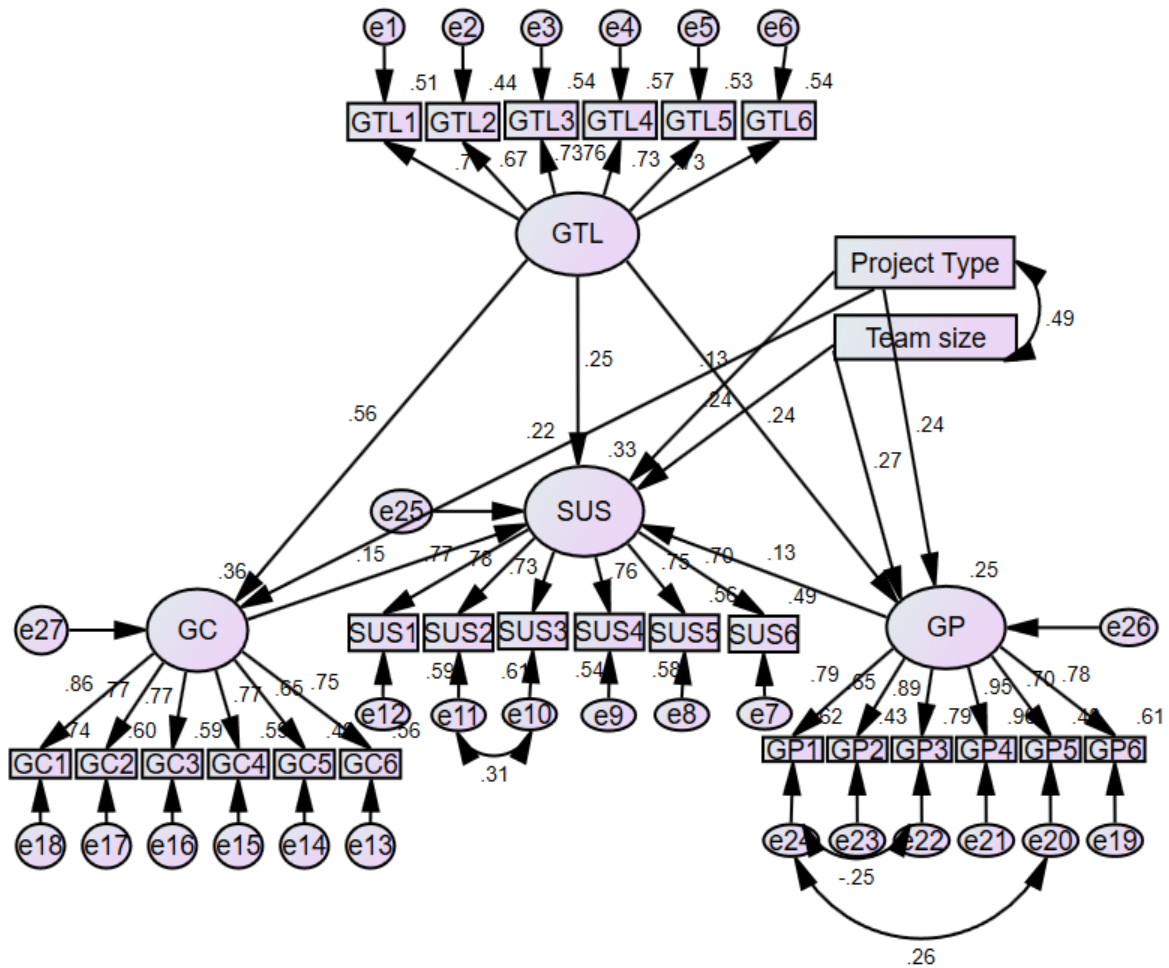 e1 e2 e3 e4 e5 e6
.51 .44 .54 .57 .53 .54
GTL1 GTL2 GTL3 GTL4 GTL5 GTL6
.67 .73 .76 .73 .73
GTL
Project Type
.49
Team size
.25 .13
.24 .24
.56 .22 .24
.33 .27
e25 SUS
.15 .77 .78 .73 .76 .75 .70 .13
.36 .56 .49 .25
e27 GC
SUS1 SUS2 SUS3 SUS4 SUS5 SUS6
GP e26
.59 .61 .54 .58
.86 .77 .77 .77 .65 .75
.79 .65 .89 .95 .70 .78
e12 e11 e10 e9 e8 e7
.74 .60 .59 .56
.62 .43 .79 .61
.31
GC1 GC2 GC3 GC4 GC5 GC6
GP1 GP2 GP3 GP4 GP5 GP6
e18 e17 e16 e15 e14 e13
e24 e23 e22 e21 e20 e19
-.25
.26